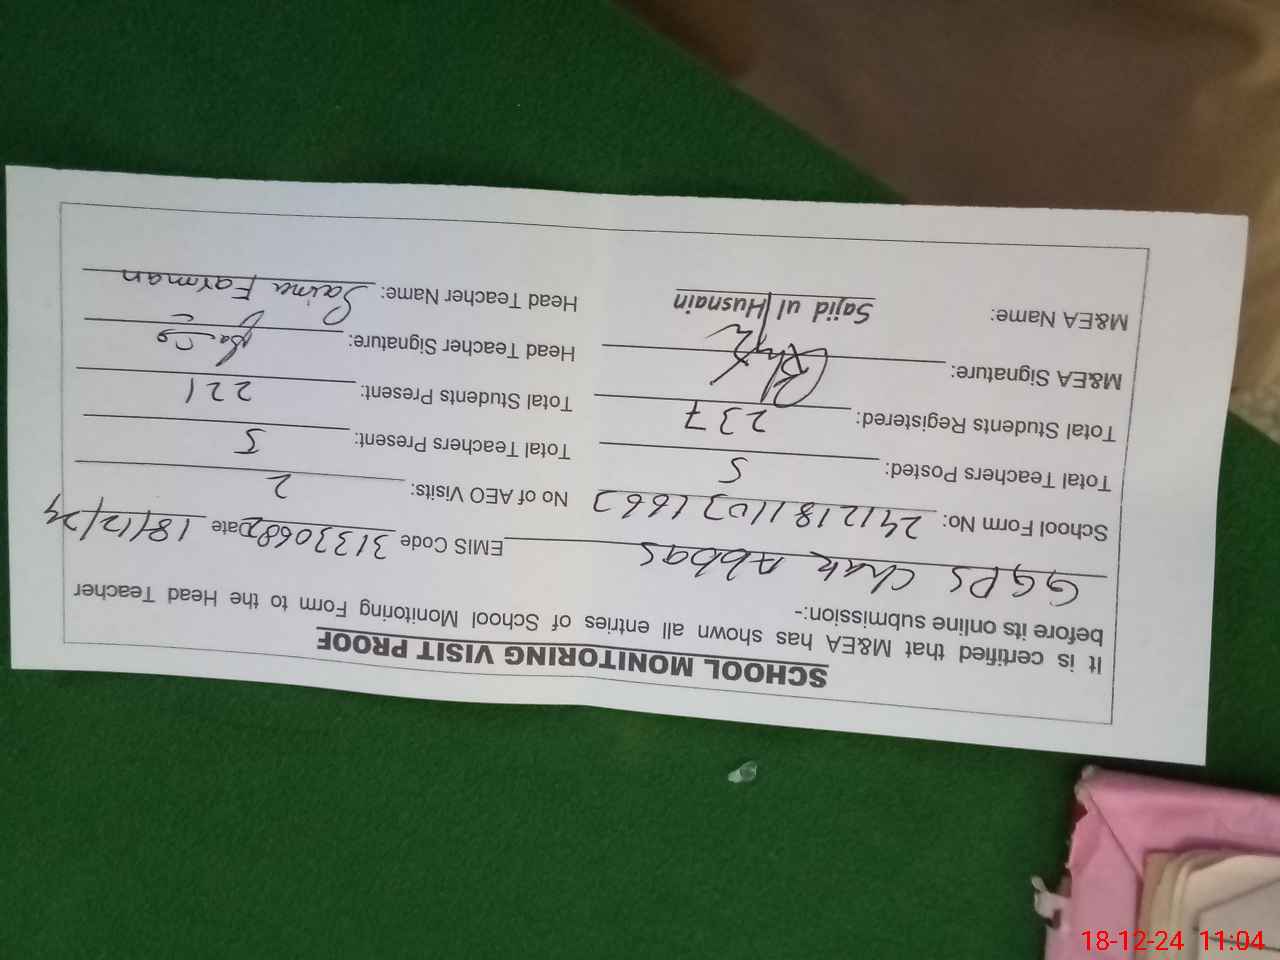 SCHOOL MONITORING VISIT PROOF
It is certified that M&EA has shown all entries of School Monitoring Form to the Head Teacher
before its online submission:-
GGPS Chak Abbas EMIS Code 31330682 Date 18/12/24
School Form No: No of AEO Visits: 2
Total Teachers Posted: 5 Total Teachers Present: 5
Total Students Registered: 237 Total Students Present: 221
M&EA Signature: Head Teacher Signature:
M&EA Name: Sajid ul Husnain Head Teacher Name: Saima Farman
18-12-24 11:04